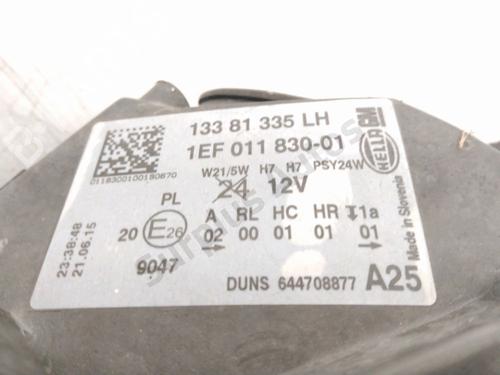 133 81 335 LH
1EF 011 830-01
HELLA GM
W21/5W H7 H7 PSY24W
01183001001S0670
24 12V
PL A RL HC HR T1a
20 E26 02 00 01 01 01
9047
23:38:48
21.06.15
DUNS 644708877 A25
Made in Slovenia